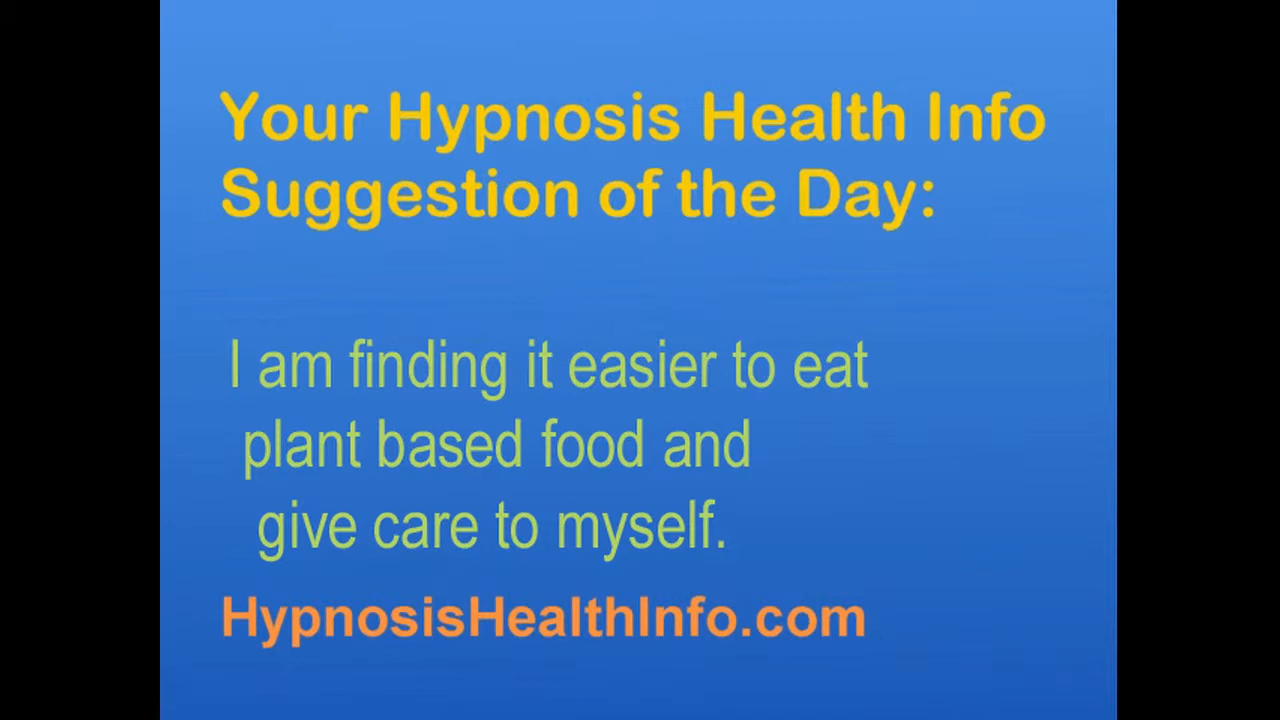 Your Hypnosis Health Info
Suggestion of the Day:
I am finding it easier to eat
plant based food and
give care to myself.
HypnosisHealthInfo.com